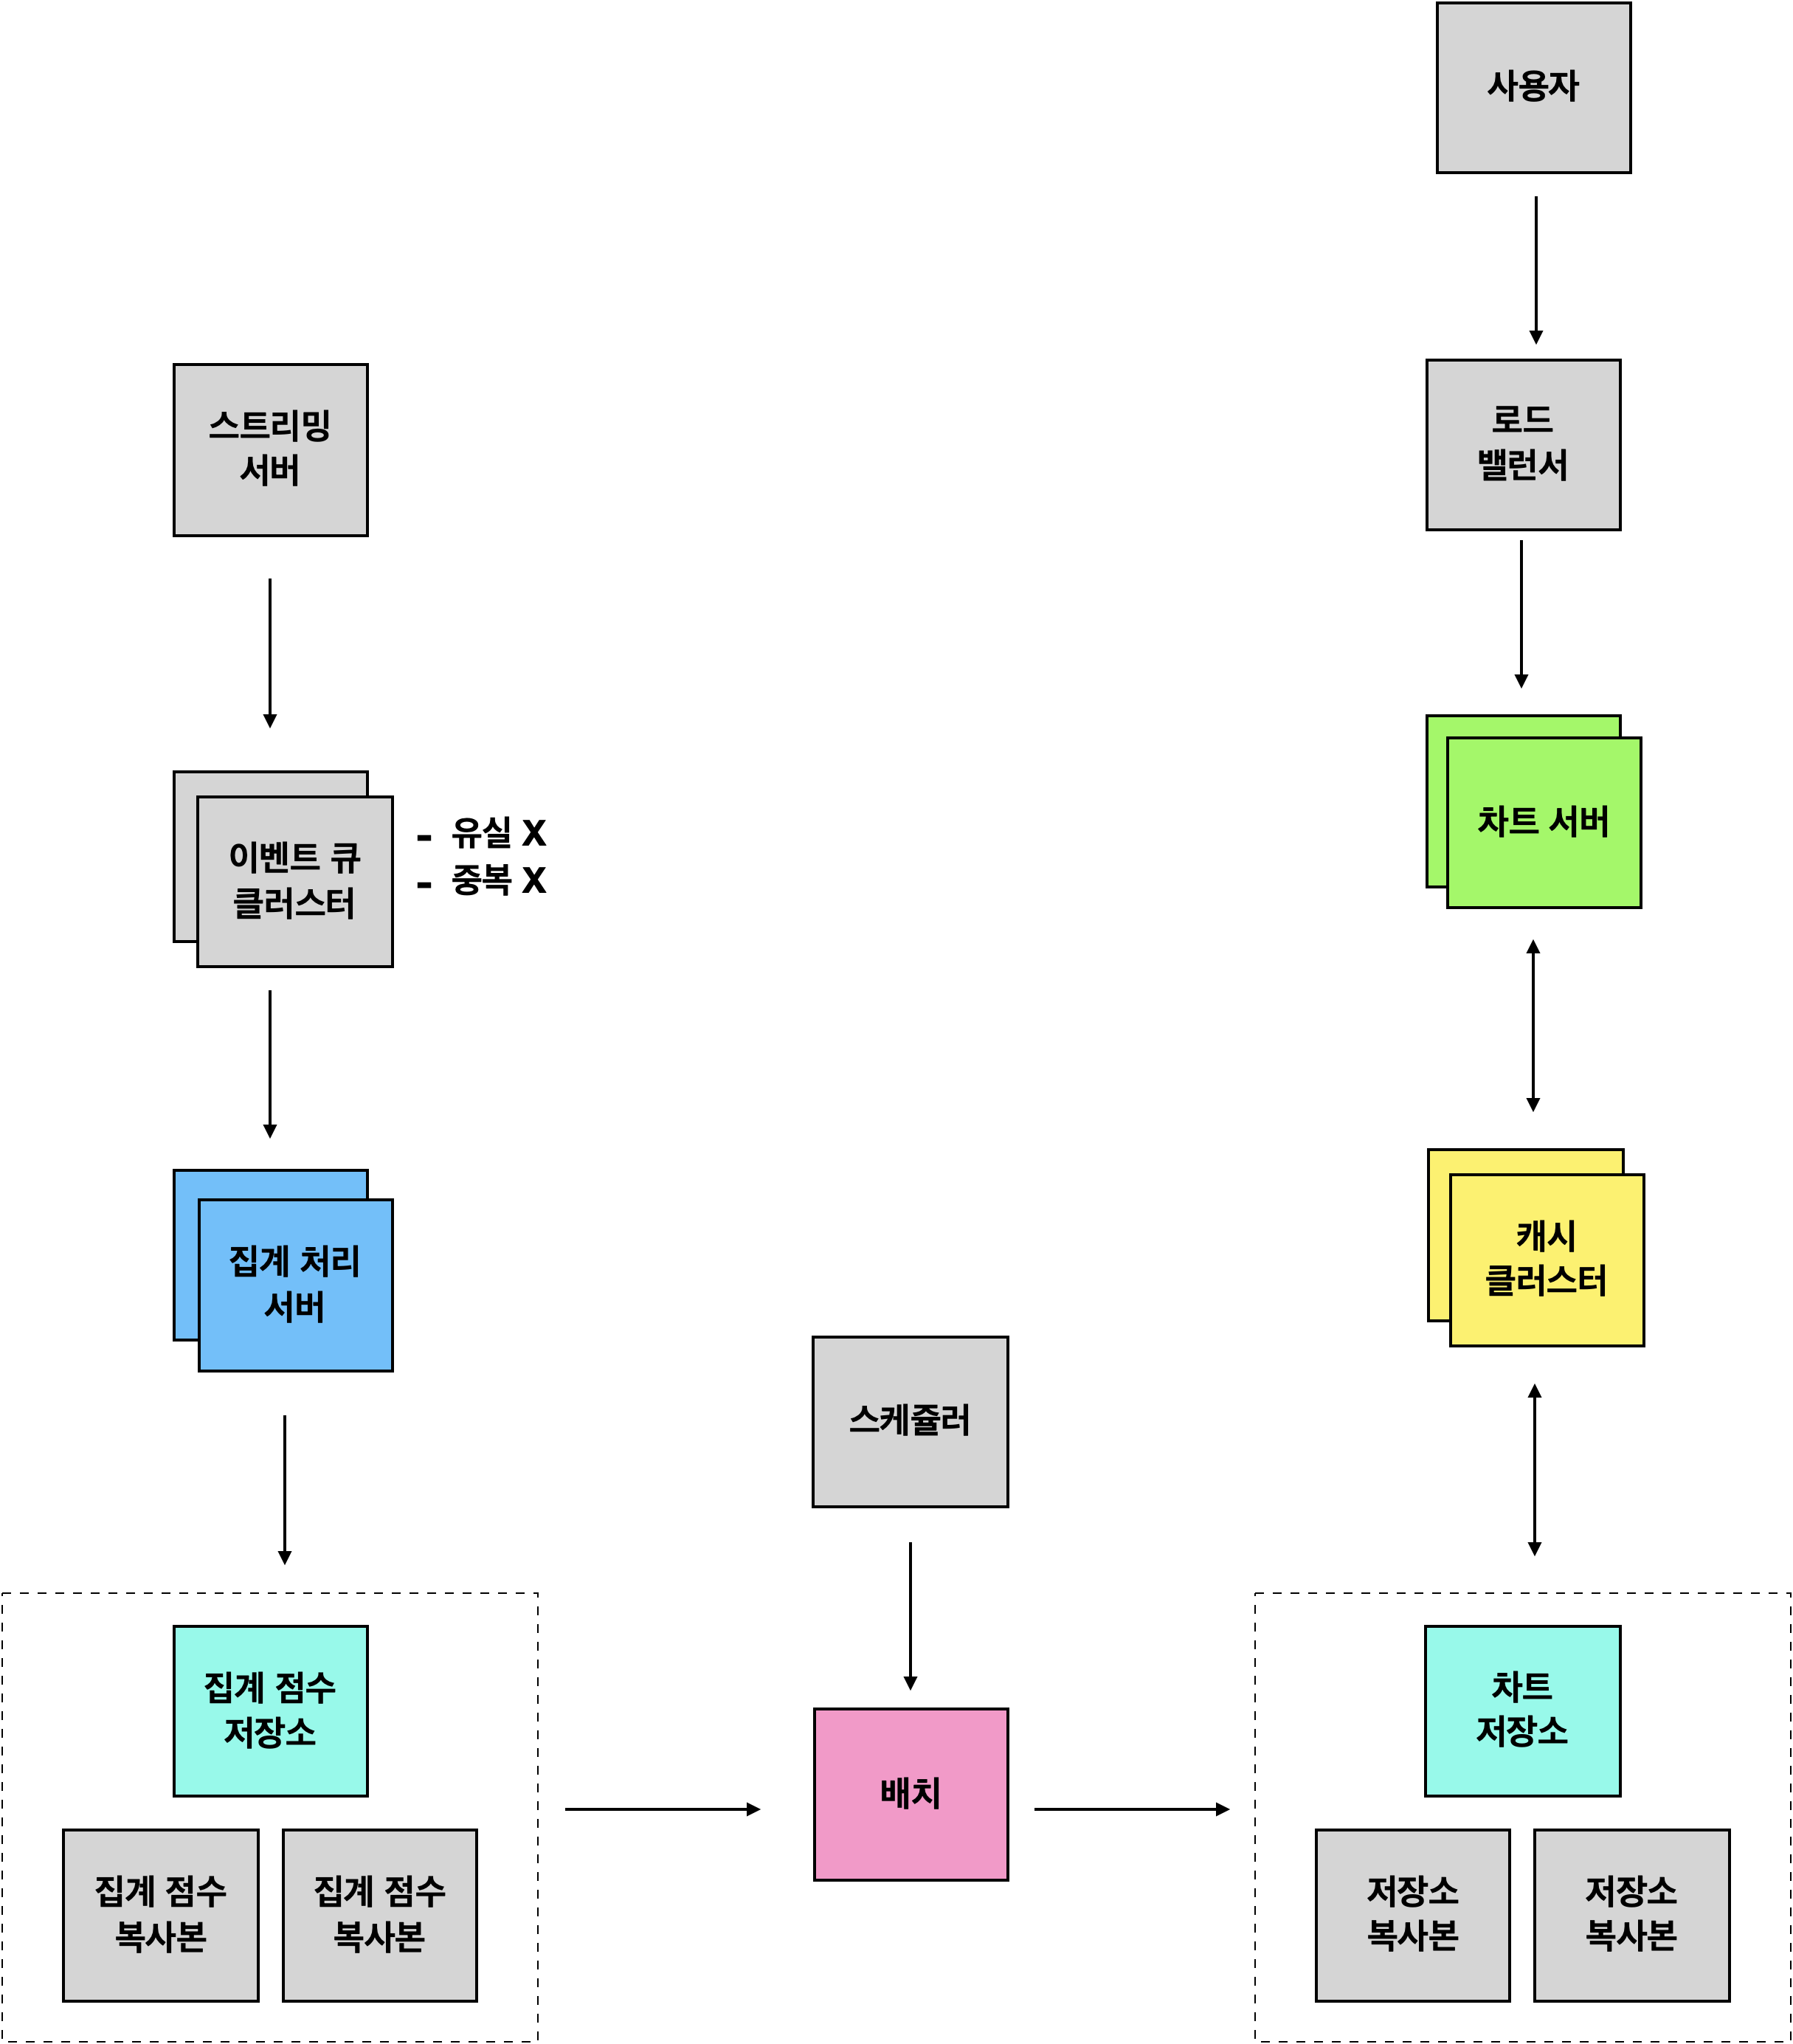 사용자
로드
밸런서
스트리밍
서버
차트 서버
이벤트 큐
클러스터
- 유실 X
- 중복 X
집계 처리
서버
캐시
클러스터
스케쥴러
집계 점수
저장소
차트
저장소
배치
집계 점수
복사본
집계 점수
복사본
저장소
복사본
저장소
복사본